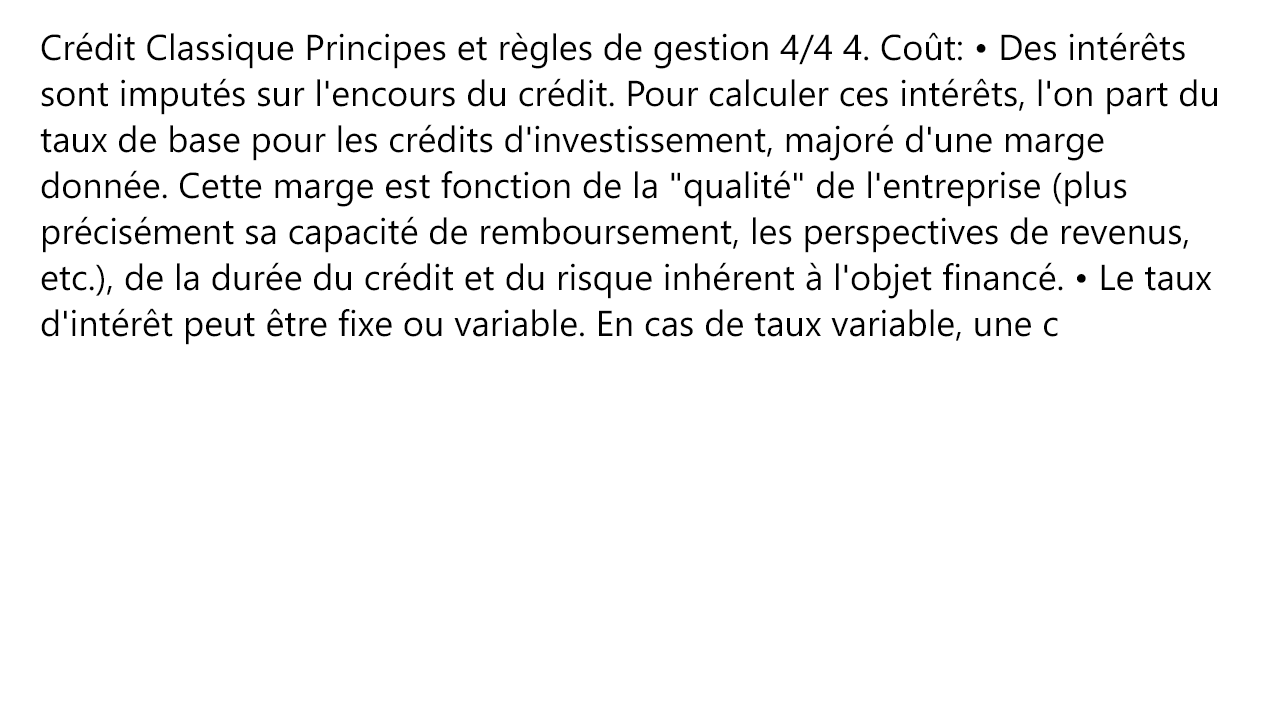 Crédit Classique Principes et règles de gestion 4/4 4. Coût: • Des intérêts
sont imputés sur l'encours du crédit. Pour calculer ces intérêts, l'on part du
taux de base pour les crédits d'investissement, majoré d'une marge
donnée. Cette marge est fonction de la "qualité" de l'entreprise (plus
précisément sa capacité de remboursement, les perspectives de revenus,
etc.), de la durée du crédit et du risque inhérent à l'objet financé. • Le taux
d'intérêt peut être fixe ou variable. En cas de taux variable, une c